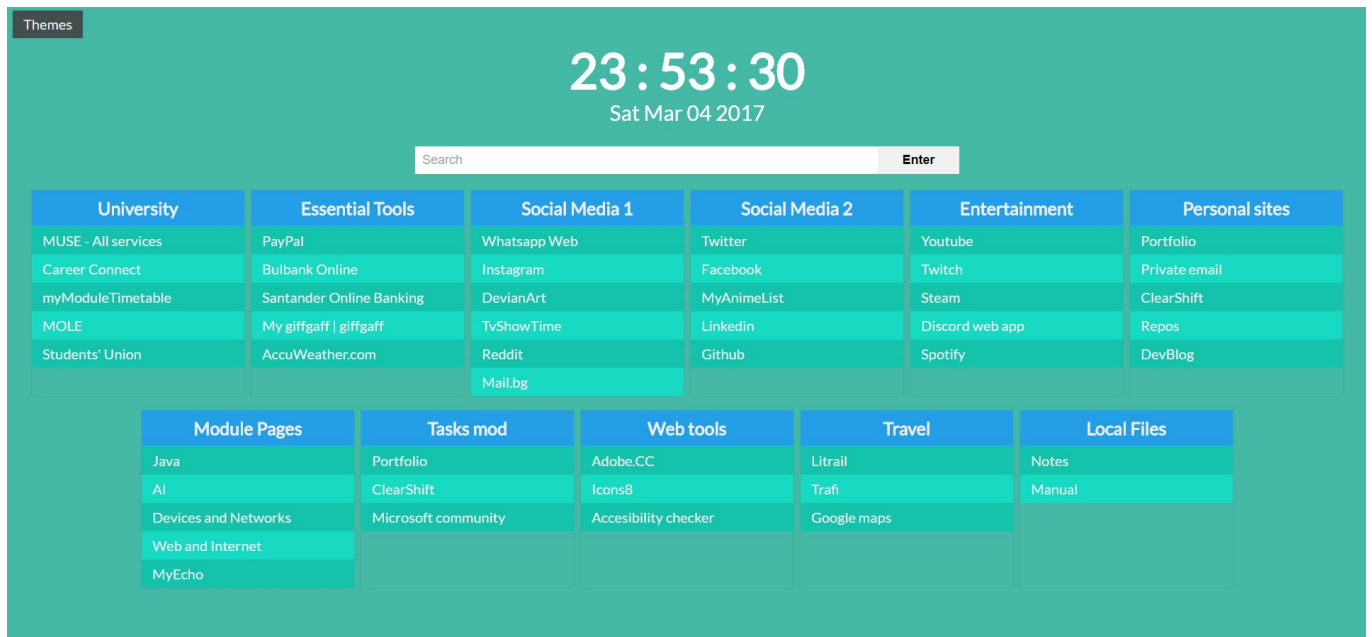 Themes
23 : 53 : 30
Sat Mar 04 2017
Search
Enter
University
MUSE - All services
Career Connect
myModuleTimetable
MOLE
Students' Union
Essential Tools
PayPal
Bulbank Online
Santander Online Banking
My giffgaff | giffgaff
AccuWeather.com
Social Media 1
Whatsapp Web
Instagram
DevianArt
TvShowTime
Reddit
Mail.bg
Social Media 2
Twitter
Facebook
MyAnimeList
Linkedin
Github
Entertainment
Youtube
Twitch
Steam
Discord web app
Spotify
Personal sites
Portfolio
Private email
ClearShift
Repos
DevBlog
Module Pages
Java
AI
Devices and Networks
Web and Internet
MyEcho
Tasks mod
Portfolio
ClearShift
Microsoft community
Web tools
Adobe.CC
Icons8
Accesibility checker
Travel
Litrail
Trafi
Google maps
Local Files
Notes
Manual